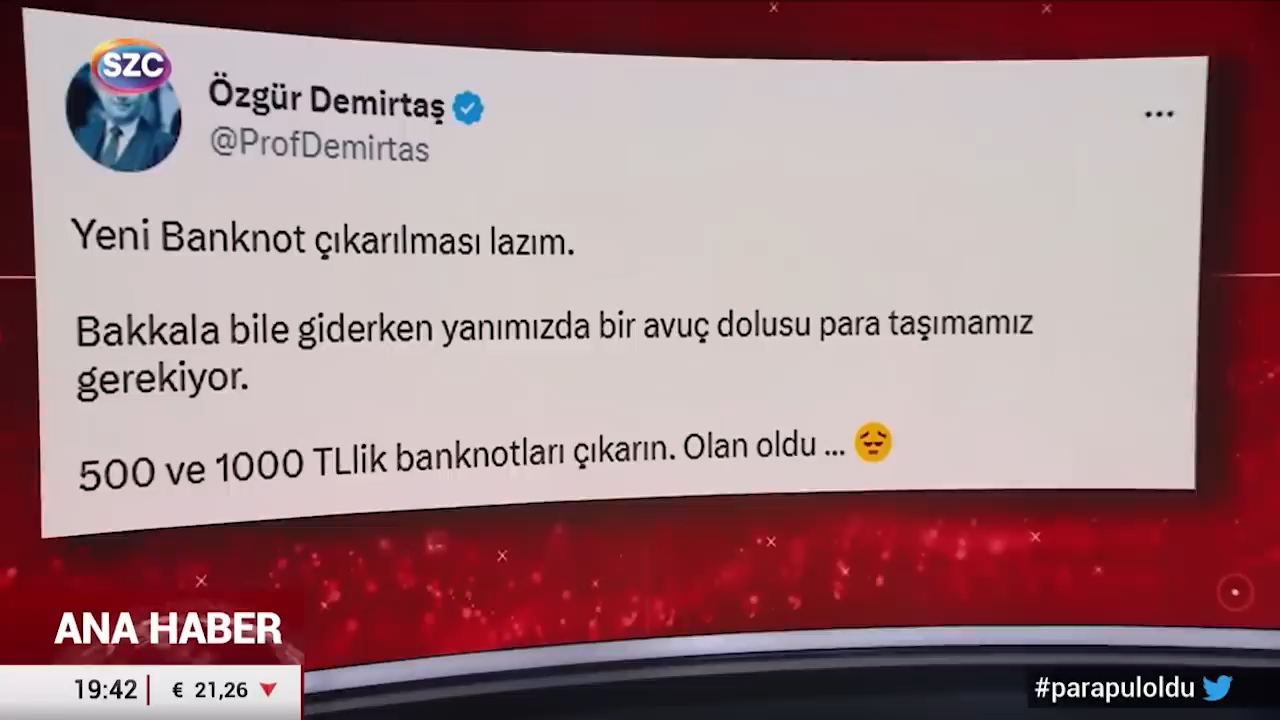 SZC
Özgür Demirtaş
@ProfDemirtas
Yeni Banknot çıkarılması lazım.
Bakkala bile giderken yanımızda bir avuç dolusu para taşımamız
gerekiyor.
500 ve 1000 TLlik banknotları çıkarın. Olan oldu ... 😔
ANA HABER
19:42 | € 21,26 ▼
#parapuloldu